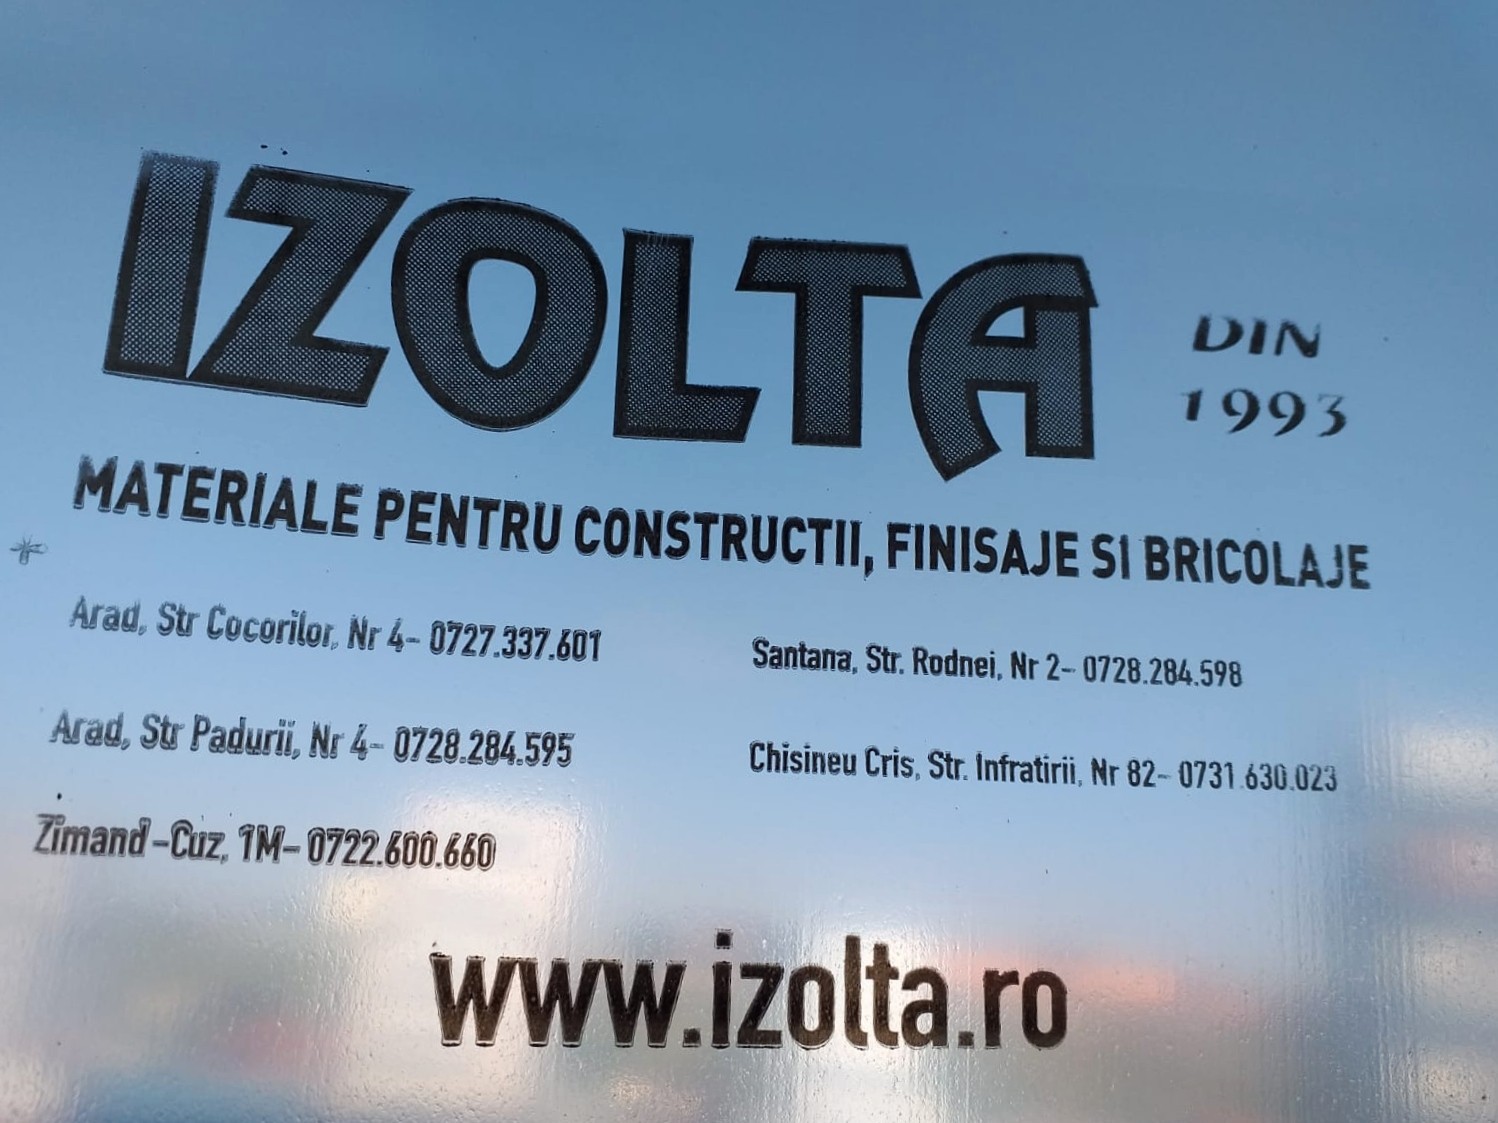 IZOLTA
DIN
1993
MATERIALE PENTRU CONSTRUCTII, FINISAJE SI BRICOLAJE
Arad, Str Cocorilor, Nr 4- 0727.337.601
Santana, Str. Rodnei, Nr 2- 0728.284.598
Arad, Str Padurii, Nr 4- 0728.284.595
Chisineu Cris, Str. Infratirii, Nr 82- 0731.630.023
Zimand -Cuz, 1M- 0722.600.660
www.izolta.ro